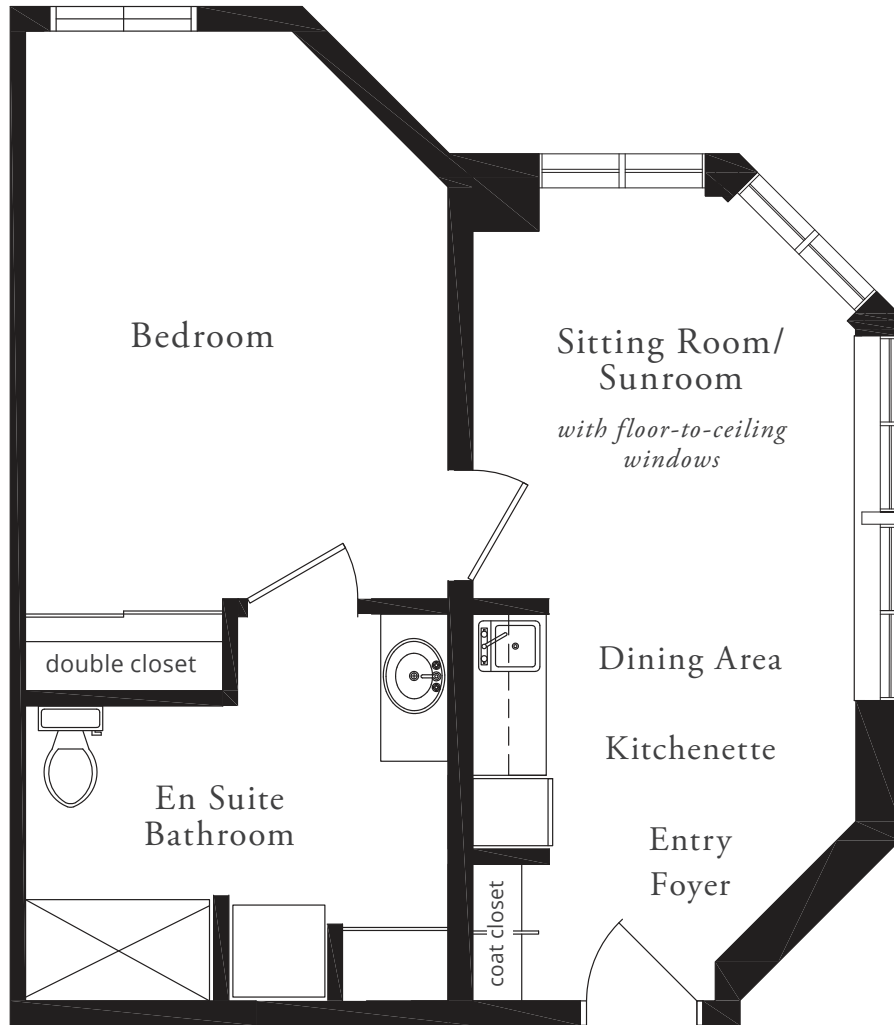 Bedroom
Sitting Room/
Sunroom
with floor-to-ceiling
windows
double closet
Dining Area
Kitchenette
En Suite
Bathroom
Entry
Foyer
coat closet